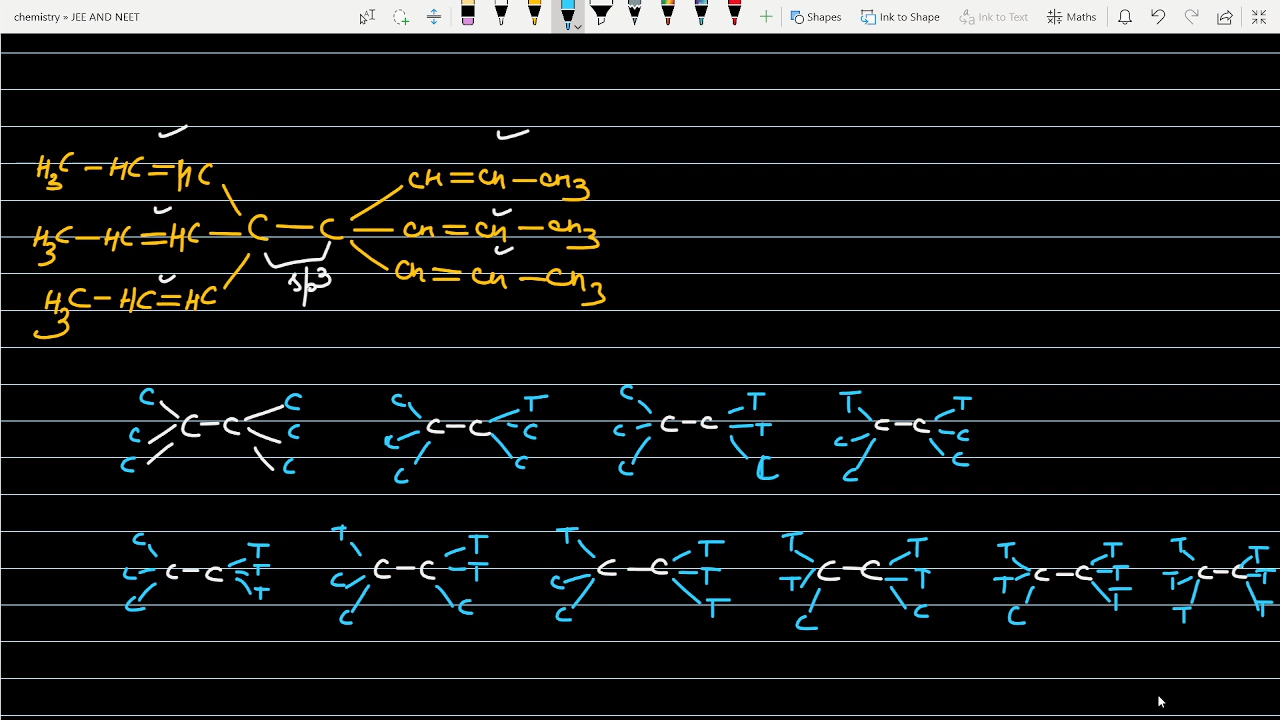 chemistry » JEE AND NEET
Shapes
Ink to Shape
Ink to Text
Maths
H3C – HC = HC
CH = CH – CH3
H3C – HC = HC – C – C – CH = CH – CH3
sp3
H3C – HC = HC
CH = CH – CH3
C C C T C T T T
C C – C C C C – C C C C – C T C C – C C
C C C C C C C C
C T T T T T T T T T T T
C C – C T C C – C T C C – C T T C – C T T C – C T T C – C T
C T C C C T C C C T T T